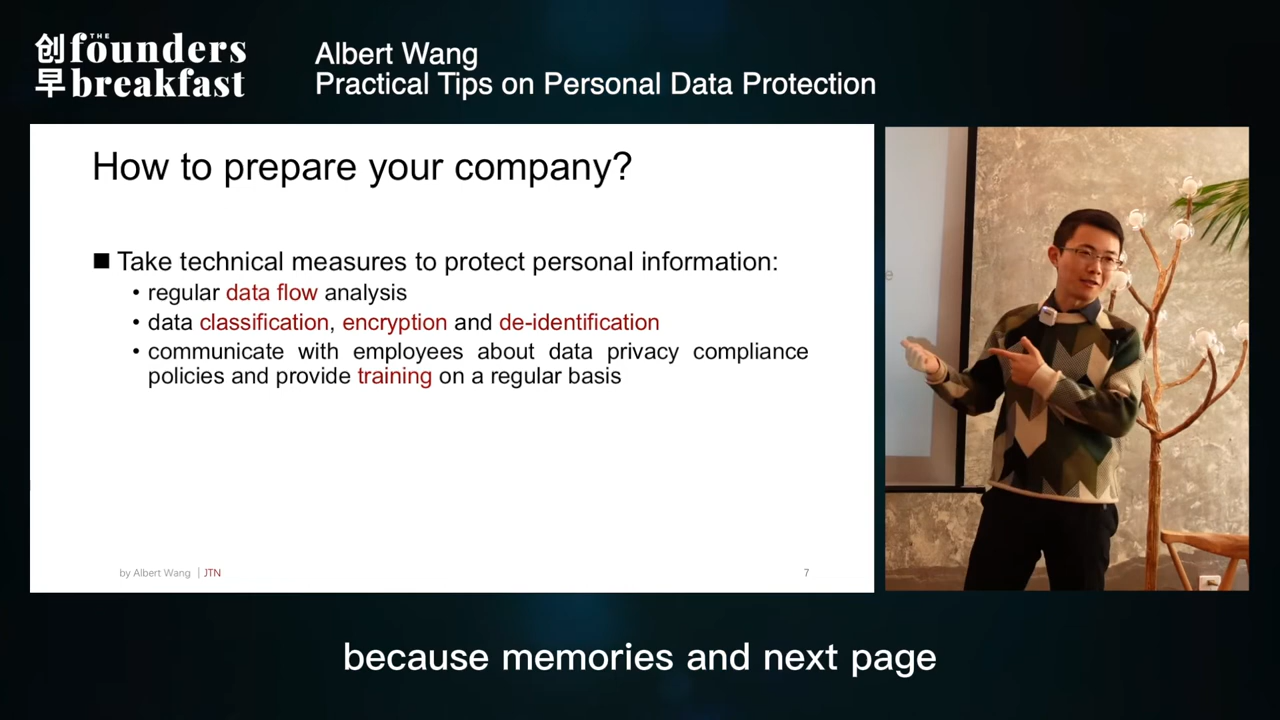 创 THE founders
早 breakfast
Albert Wang
Practical Tips on Personal Data Protection
How to prepare your company?
■ Take technical measures to protect personal information:
• regular data flow analysis
• data classification, encryption and de-identification
• communicate with employees about data privacy compliance
policies and provide training on a regular basis
by Albert Wang | JTN
7
e
because memories and next page